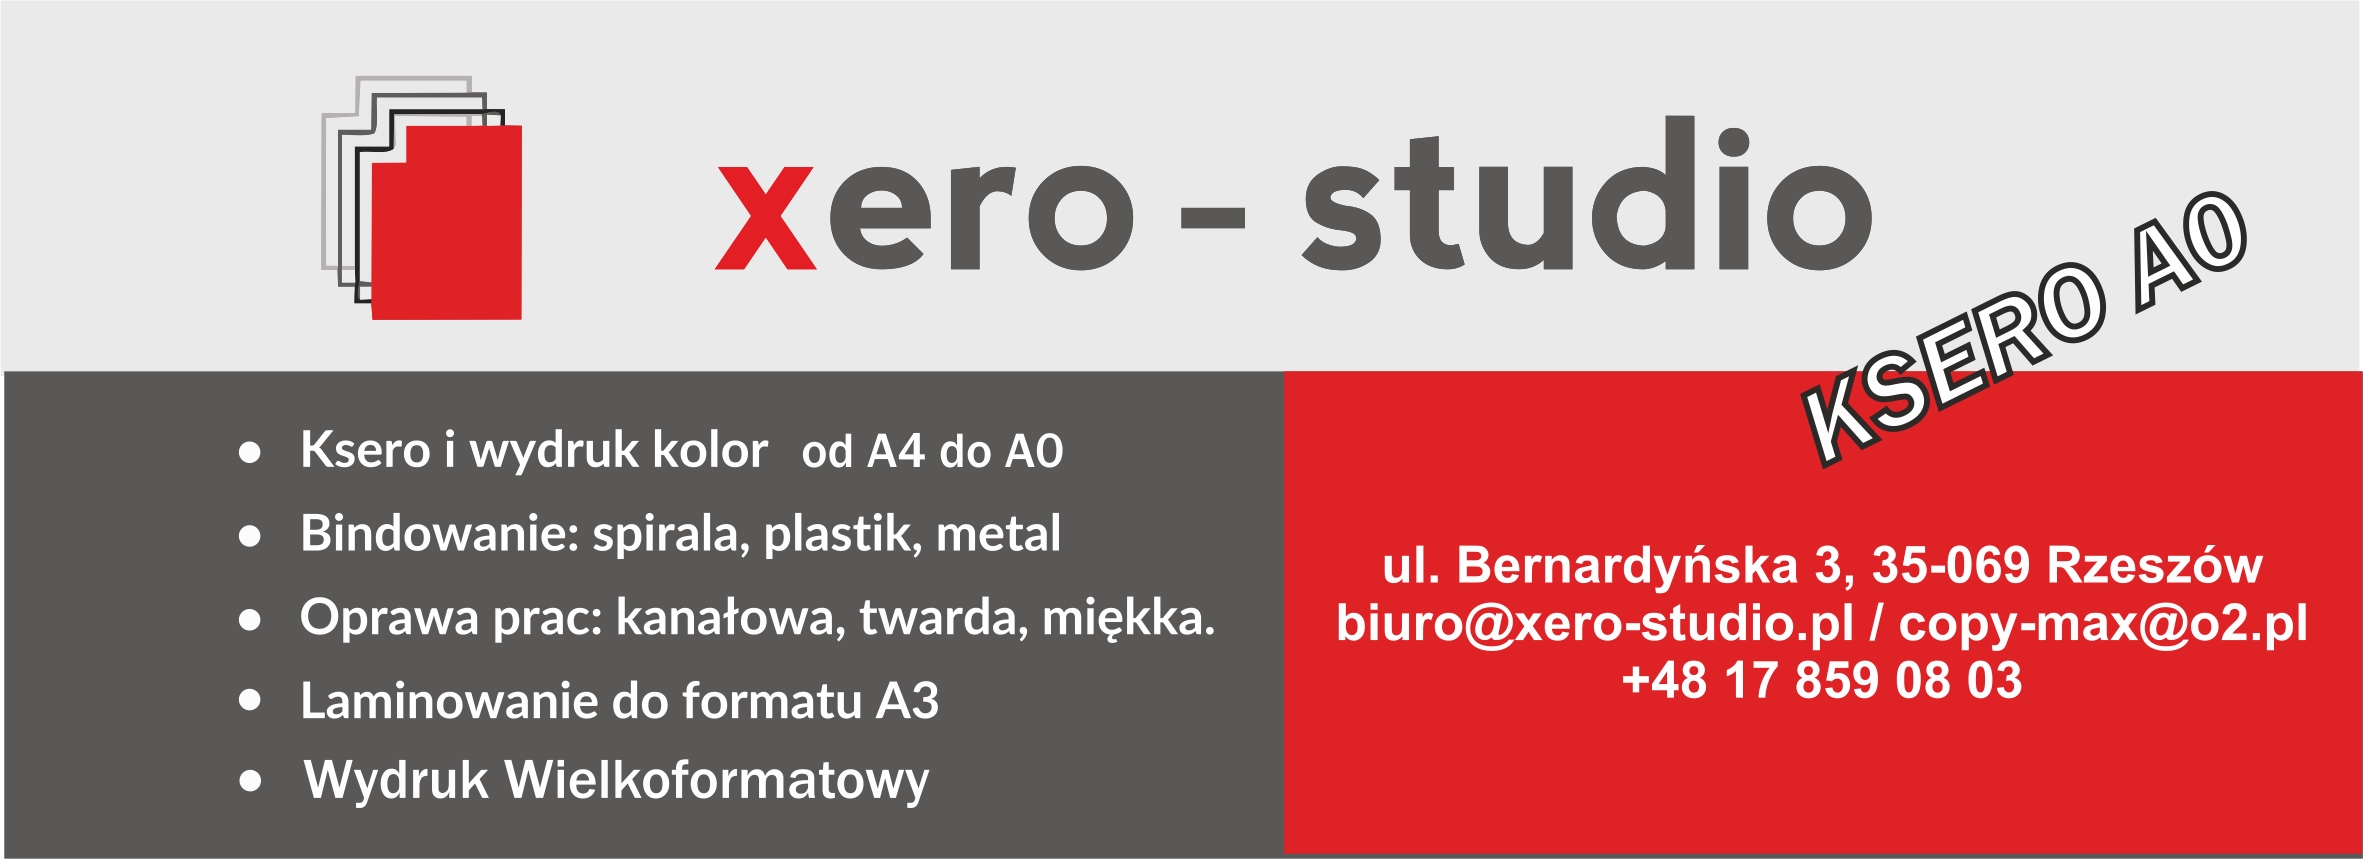 xero - studio
KSERO A0
● Ksero i wydruk kolor od A4 do A0
● Bindowanie: spirala, plastik, metal
● Oprawa prac: kanałowa, twarda, miękka.
● Laminowanie do formatu A3
● Wydruk Wielkoformatowy
ul. Bernardyńska 3, 35-069 Rzeszów
biuro@xero-studio.pl / copy-max@o2.pl
+48 17 859 08 03